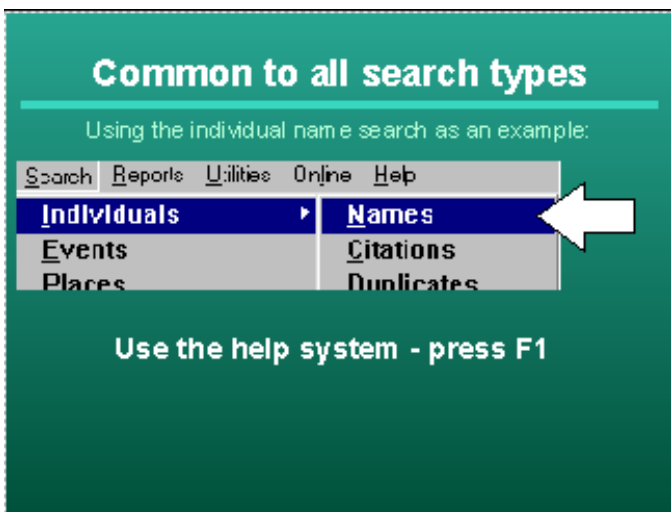 Common to all search types
Using the individual name search as an example:
Search Reports Utilities Online Help
Individuals Names
Events Citations
Places Duplicates
Use the help system - press F1